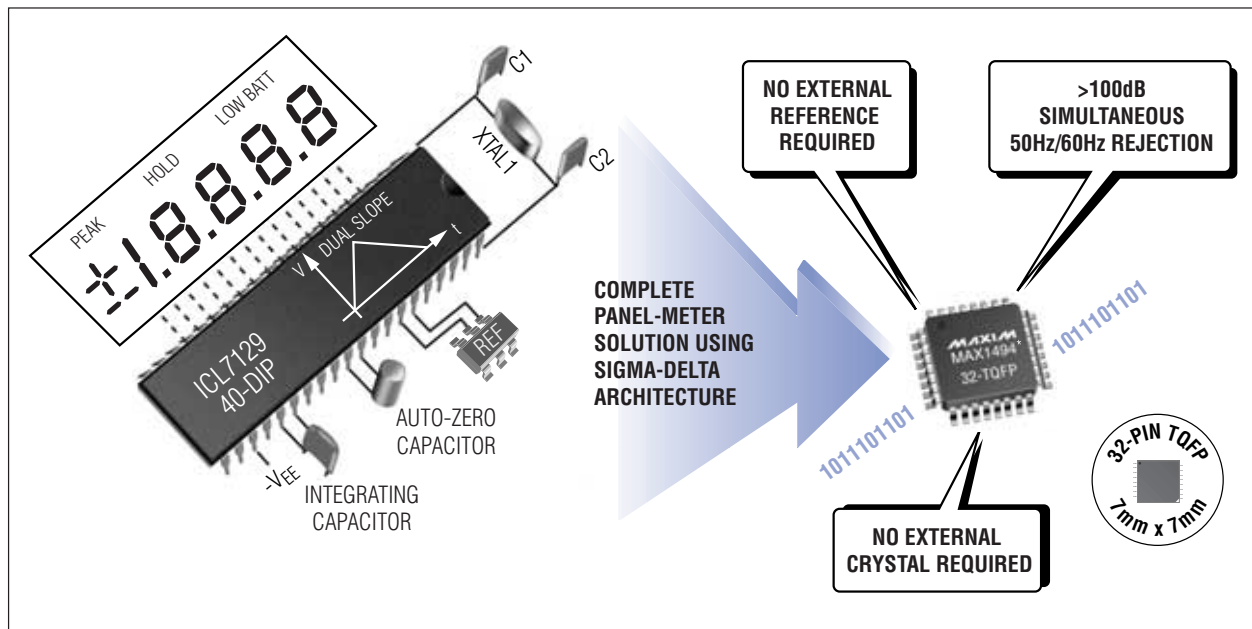 PEAK
HOLD
LOW BATT
±1.8.8.8.8
C1
XTAL1
C2
V
DUAL SLOPE
t
ICL7129
40-DIP
REF
AUTO-ZERO
CAPACITOR
-VEE
INTEGRATING
CAPACITOR
COMPLETE
PANEL-METER
SOLUTION USING
SIGMA-DELTA
ARCHITECTURE
NO EXTERNAL
REFERENCE
REQUIRED
>100dB
SIMULTANEOUS
50Hz/60Hz REJECTION
1011101101
MAXIM
MAX1494*
32-TQFP
1011101101
NO EXTERNAL
CRYSTAL REQUIRED
32-PIN TQFP
7mm x 7mm